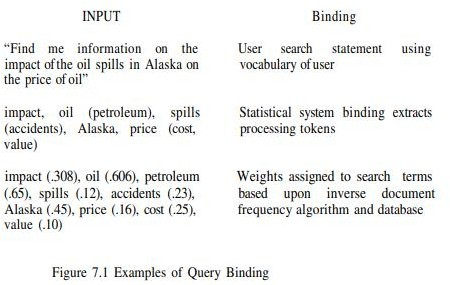 INPUT Binding
“Find me information on the User search statement using
impact of the oil spills in Alaska on vocabulary of user
the price of oil”
impact, oil (petroleum), spills Statistical system binding extracts
(accidents), Alaska, price (cost, processing tokens
value)
impact (.308), oil (.606), petroleum Weights assigned to search terms
(.65), spills (.12), accidents (.23), based upon inverse document
Alaska (.45), price (.16), cost (.25), frequency algorithm and database
value (.10)
Figure 7.1 Examples of Query Binding